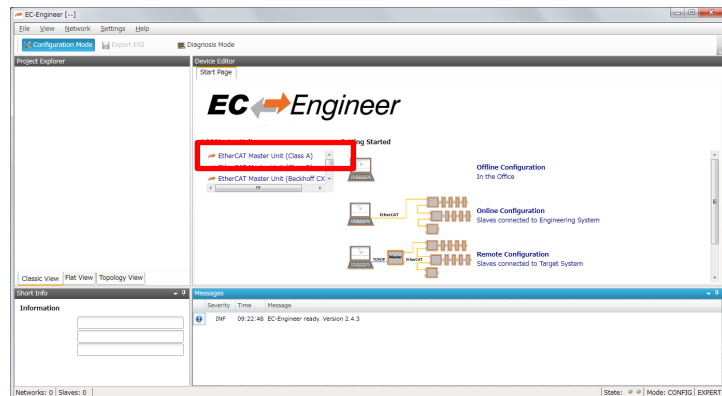 EC-Engineer [--]
File View Network Settings Help
Configuration Mode Export ENI Diagnosis Mode
Project Explorer
Device Editor
Start Page
EC Engineer
Getting Started
EtherCAT Master Unit (Class A)
EtherCAT Master Unit (Beckhoff CX
Offline Configuration
In the Office
EtherCAT
Online Configuration
Slaves connected to Engineering System
TCP/IP Master EtherCAT
Remote Configuration
Slaves connected to Target System
Classic View Flat View Topology View
Short Info
Information
Messages
Severity Time Message
INF 09:22:48 EC-Engineer ready. Version 2.4.3
Networks: 0 Slaves: 0
State: Mode: CONFIG EXPERT